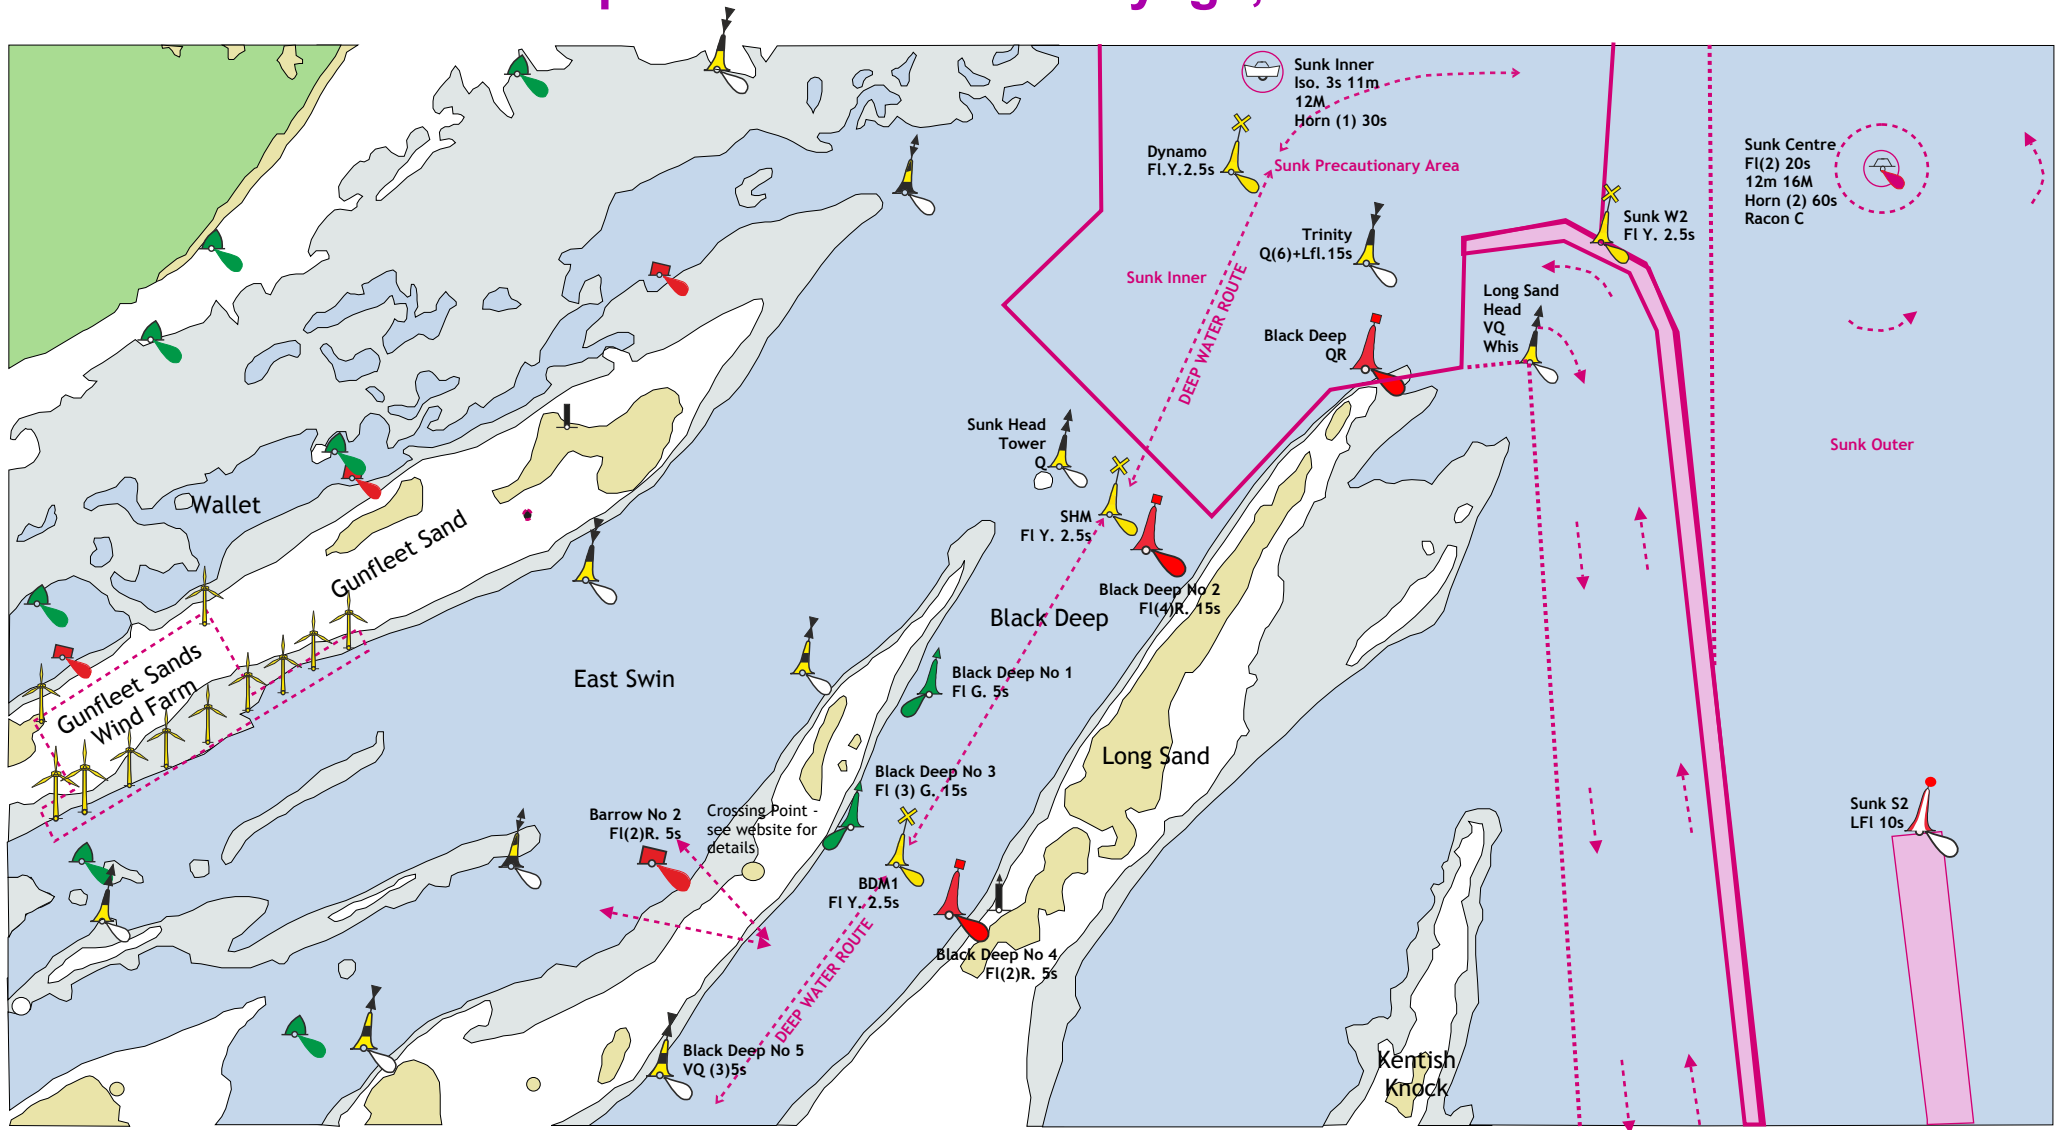 Sunk Inner
Iso. 3s 11m
12M
Horn (1) 30s
Dynamo
Fl.Y.2.5s
Sunk Precautionary Area
Sunk Centre
Fl(2) 20s
12m 16M
Horn (2) 60s
Racon C
Sunk W2
Fl Y. 2.5s
Trinity
Q(6)+Lfl.15s
Sunk Inner
DEEP WATER ROUTE
Long Sand
Head
VQ
Whis
Black Deep
QR
Sunk Head
Tower
Q
Sunk Outer
Wallet
Gunfleet Sand
SHM
Fl Y. 2.5s
Black Deep No 2
Fl(4)R. 15s
Black Deep
Gunfleet Sands
Wind Farm
East Swin
Black Deep No 1
Fl G. 5s
Long Sand
Black Deep No 3
Fl (3) G. 15s
Barrow No 2
Fl(2)R. 5s
Crossing Point -
see website for
details
Sunk S2
LFl 10s
BDM1
Fl Y. 2.5s
DEEP WATER ROUTE
Black Deep No 4
Fl(2)R. 5s
Black Deep No 5
VQ (3)5s
Kentish
Knock